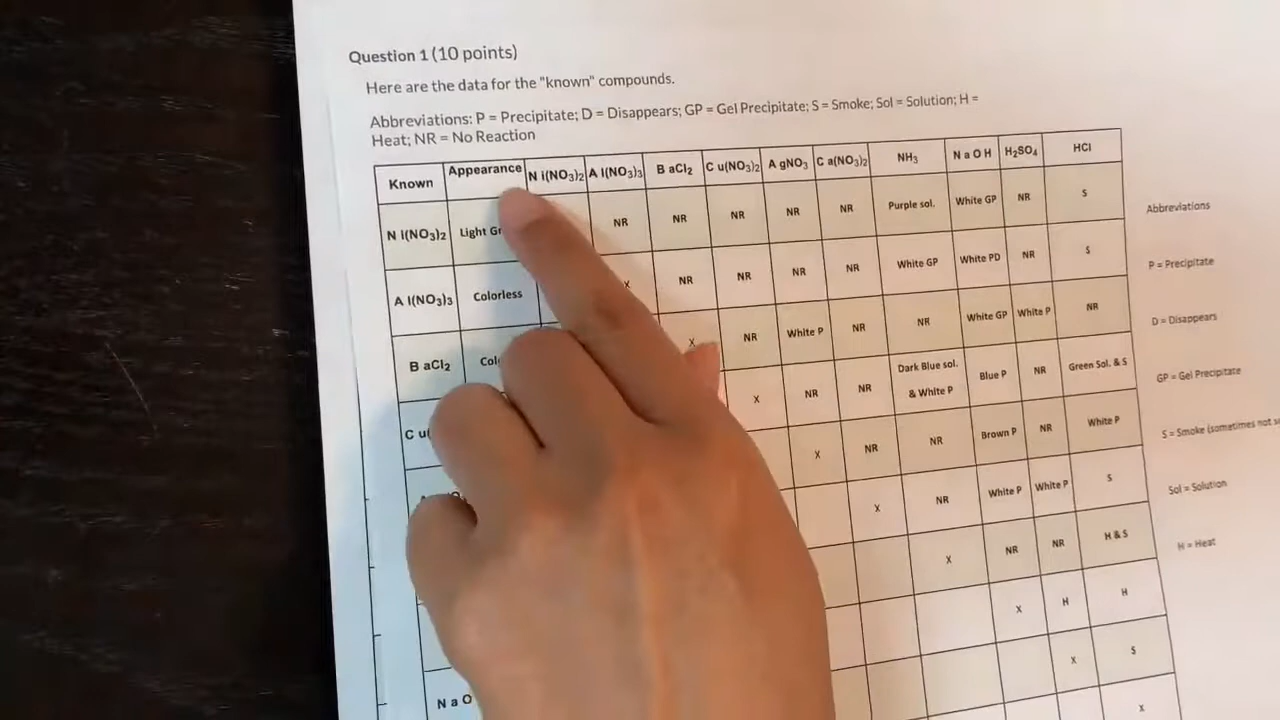 Question 1 (10 points)
Here are the data for the "known" compounds.
Abbreviations: P = Precipitate; D = Disappears; GP = Gel Precipitate; S = Smoke; Sol = Solution; H =
Heat; NR = No Reaction
Known Appearance N i(NO3)2 A l(NO3)3 B aCl2 C u(NO3)2 A gNO3 C a(NO3)2 NH3 N a O H H2SO4 HCl
N i(NO3)2 Light NR NR NR NR NR Purple sol. White GP NR S
A l(NO3)3 Colorless X NR NR NR NR White GP White PD NR S
B aCl2 X NR White P NR NR White GP White P NR
X NR NR Dark Blue sol.
& White P Blue P NR Green Sol. & S
X NR NR Brown P NR White P
X NR White P White P S
X NR NR H & S
X H H
N a O X S
X
Abbreviations
P = Precipitate
D = Disappears
GP = Gel Precipitate
S = Smoke (sometimes not
Sol = Solution
H = Heat